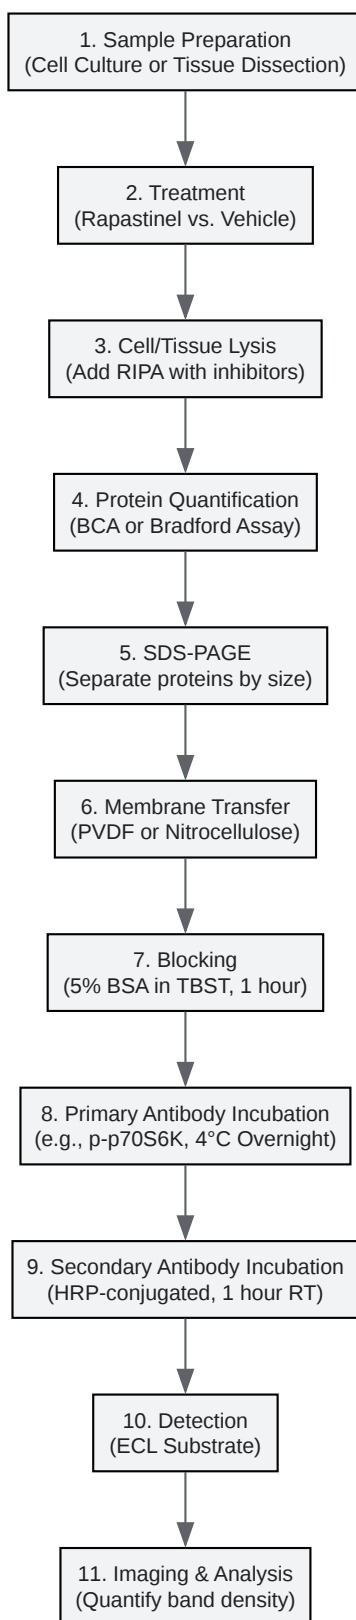 1. Sample Preparation
(Cell Culture or Tissue Dissection)
2. Treatment
(Rapastinel vs. Vehicle)
3. Cell/Tissue Lysis
(Add RIPA with inhibitors)
4. Protein Quantification
(BCA or Bradford Assay)
5. SDS-PAGE
(Separate proteins by size)
6. Membrane Transfer
(PVDF or Nitrocellulose)
7. Blocking
(5% BSA in TBST, 1 hour)
8. Primary Antibody Incubation
(e.g., p-p70S6K, 4°C Overnight)
9. Secondary Antibody Incubation
(HRP-conjugated, 1 hour RT)
10. Detection
(ECL Substrate)
11. Imaging & Analysis
(Quantify band density)